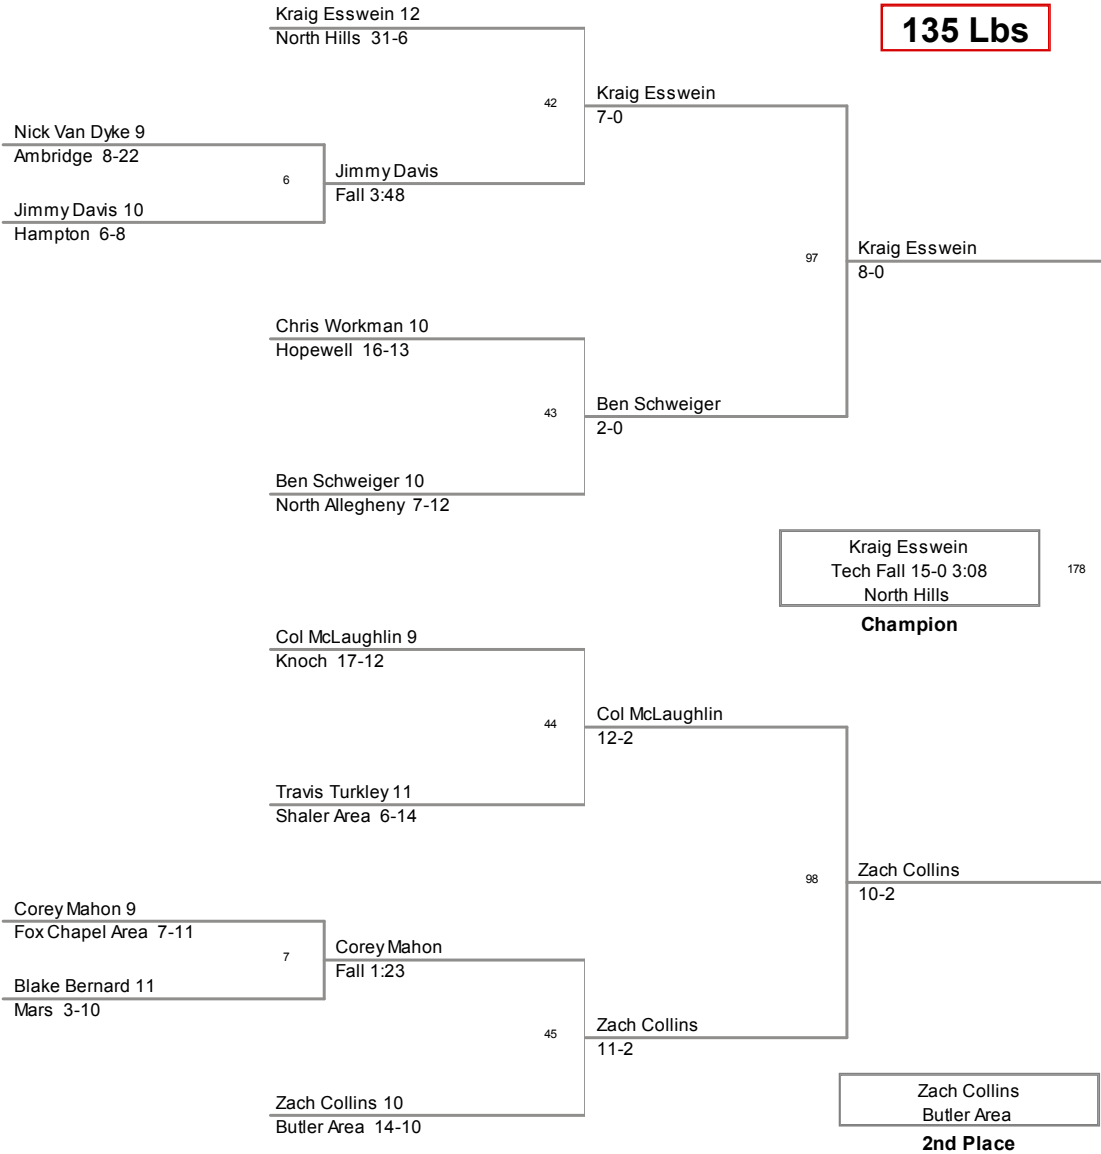 Kraig Esswein 12
North Hills 31-6
135 Lbs
42
Kraig Esswein
7-0
Nick Van Dyke 9
Ambridge 8-22
6
Jimmy Davis
Fall 3:48
Jimmy Davis 10
Hampton 6-8
97
Kraig Esswein
8-0
Chris Workman 10
Hopewell 16-13
43
Ben Schweiger
2-0
Ben Schweiger 10
North Allegheny 7-12
Kraig Esswein
Tech Fall 15-0 3:08
North Hills
178
Champion
Col McLaughlin 9
Knoch 17-12
44
Col McLaughlin
12-2
Travis Turkley 11
Shaler Area 6-14
98
Zach Collins
10-2
Corey Mahon 9
Fox Chapel Area 7-11
7
Corey Mahon
Fall 1:23
Blake Bernard 11
Mars 3-10
45
Zach Collins
11-2
Zach Collins 10
Butler Area 14-10
Zach Collins
Butler Area
2nd Place